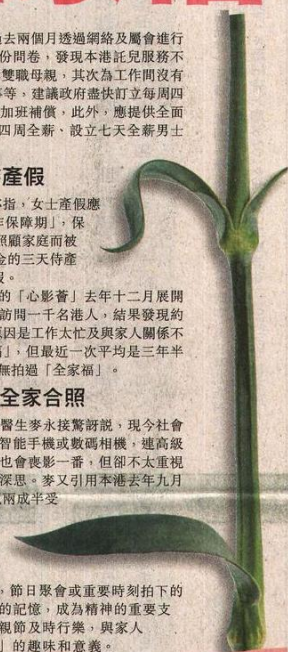 去兩個月透過網絡及屬會進行
份問卷，發現本港託兒服務不
雙職母親，其次為工作間沒有
等，建議政府盡快訂立每周四
加班補償，此外，應提供全面
四周全薪、設立七天全薪男士
產假
指，女士產假應
保障期」，保
照顧家庭而被
金的三天侍產
假。
的「心影薈」去年十二月展開
訪問一千名港人，結果發現約
原因是工作太忙及與家人關係不
」，但最近一次平均是三年半
無拍過「全家福」。
全家合照
醫生麥永接驚訝說，現今社會
智能手機或數碼相機，連高級
也會喪影一番，但卻不太重視
深思。麥又引用本港去年九月
兩成半受
，節日聚會或重要時刻拍下的
的記憶，成為精神的重要支
親節及時行樂，與家人
」的趣味和意義。